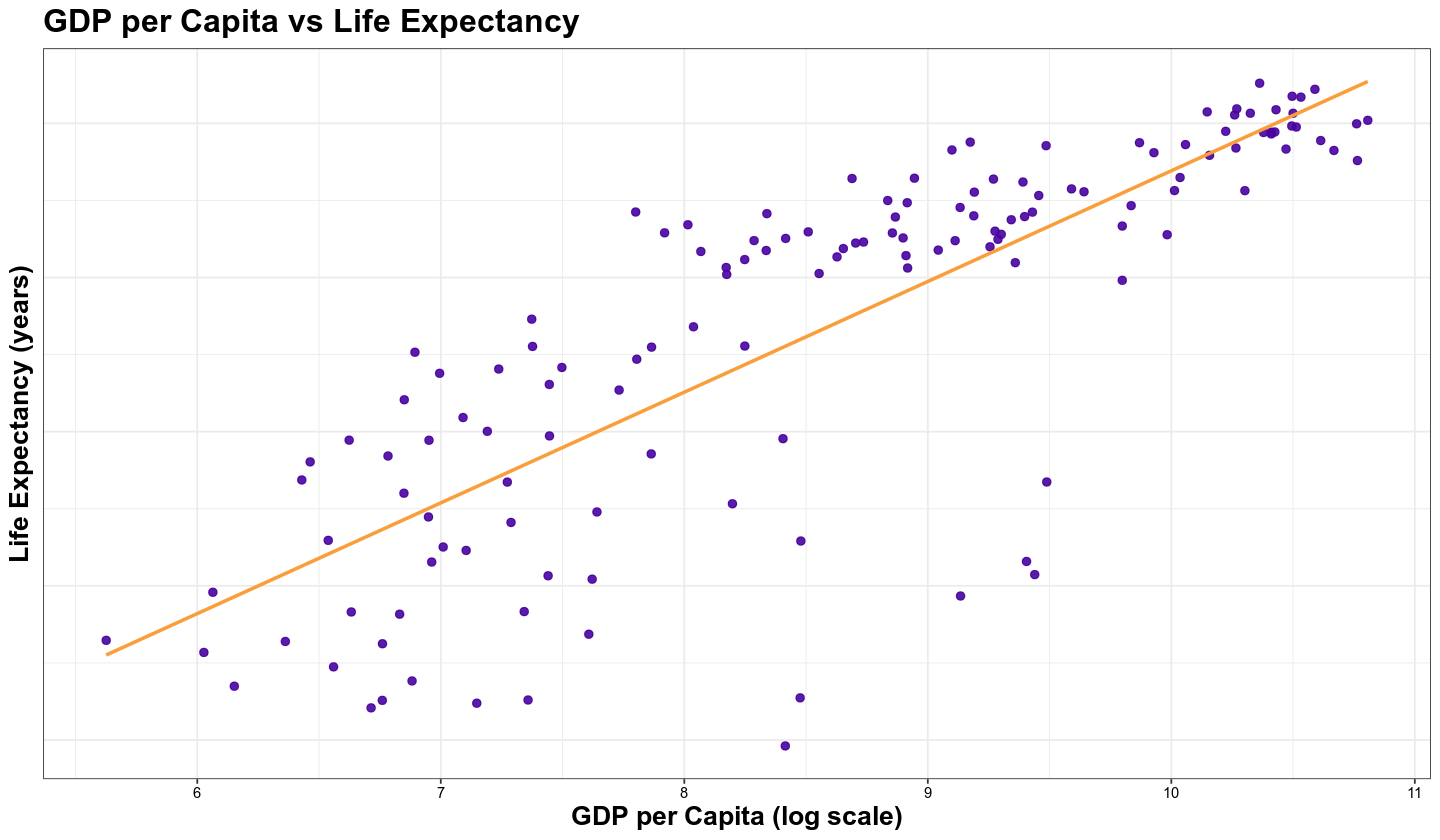 GDP per Capita vs Life Expectancy
Life Expectancy (years)
6 7 8 9 10 11
GDP per Capita (log scale)